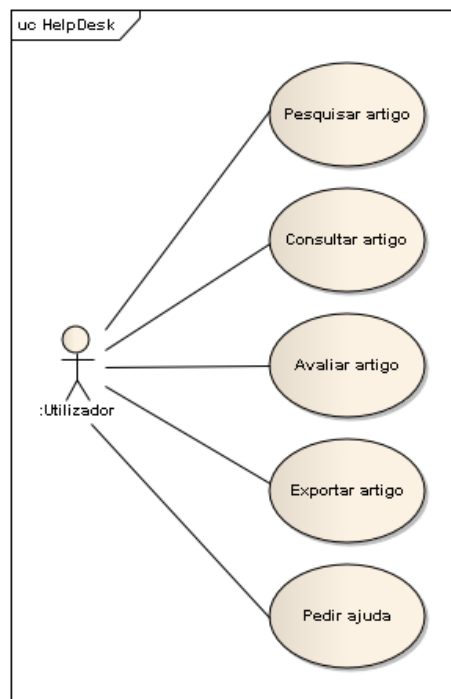 uc HelpDesk
Pesquisar artigo
Consultar artigo
Avaliar artigo
:Utilizador
Exportar artigo
Pedir ajuda